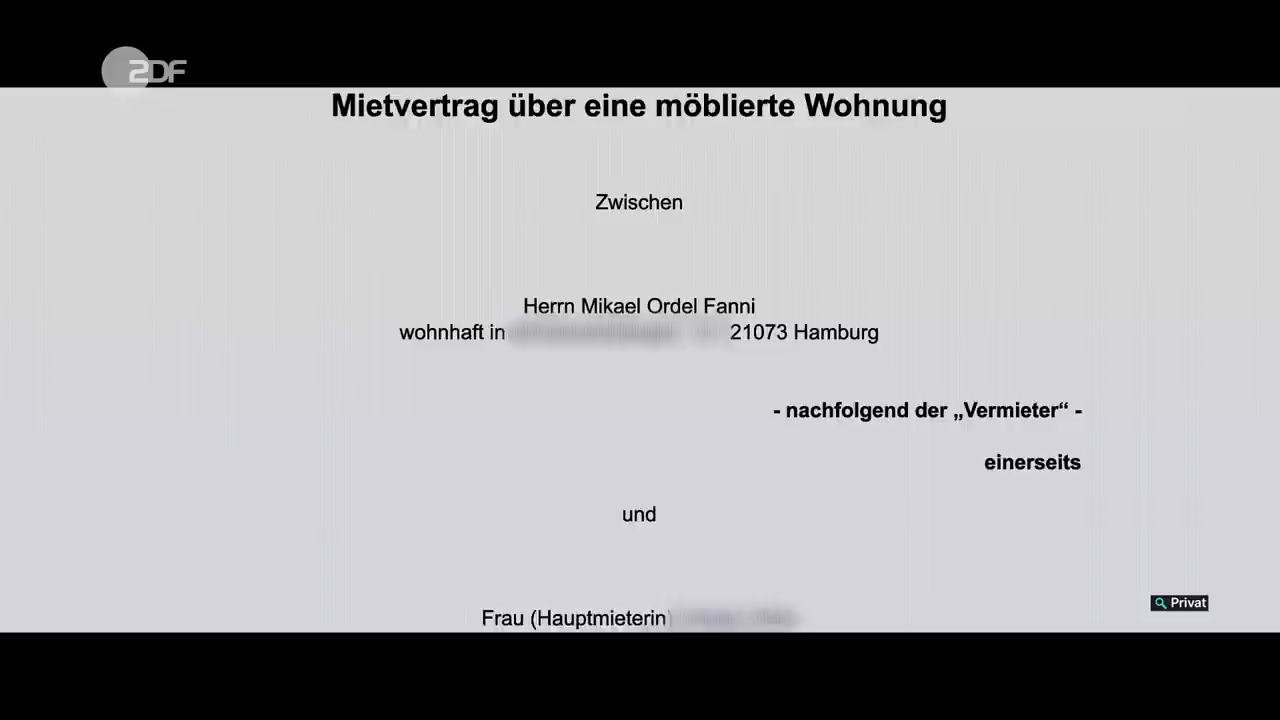 ZDF
Mietvertrag über eine möblierte Wohnung
Zwischen
Herrn Mikael Ordel Fanni
wohnhaft in 21073 Hamburg
- nachfolgend der „Vermieter“ -
einerseits
und
Frau (Hauptmieterin)
Privat